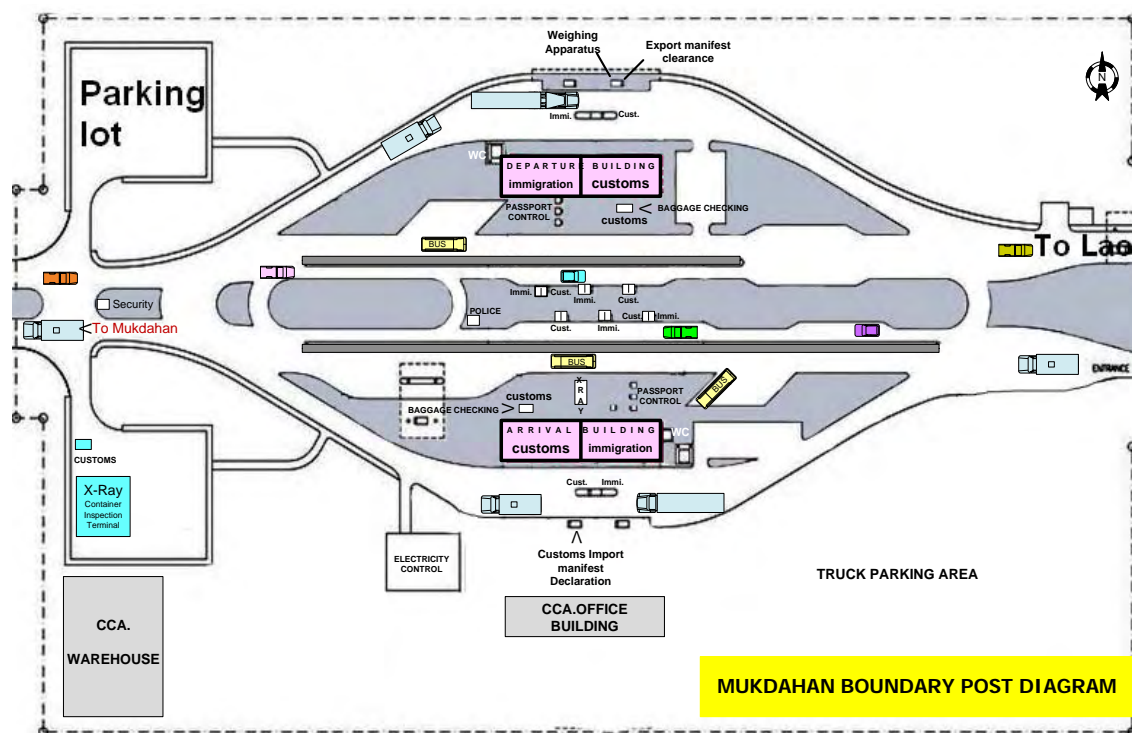 Weighing
Apparatus
Export manifest
clearance
N
Parking
lot
Immi.
Cust.
WC
DEPARTURE BUILDING
immigration
customs
PASSPORT
CONTROL
BAGGAGE CHECKING
customs
BUS
To Lao
Immi.
Cust.
Immi.
Cust.
Security
POLICE
Cust.
Immi.
Cust.
Immi.
To Mukdahan
BUS
ENTRANCE
X
R
A
Y
customs
BAGGAGE CHECKING
PASSPORT
CONTROL
BUS
ARRIVAL BUILDING
customs
immigration
WC
CUSTOMS
X-Ray
Container
Inspection
Terminal
Cust.
Immi.
Customs Import
manifest
Declaration
ELECTRICITY
CONTROL
TRUCK PARKING AREA
CCA.
WAREHOUSE
CCA.OFFICE
BUILDING
MUKDAHAN BOUNDARY POST DIAGRAM